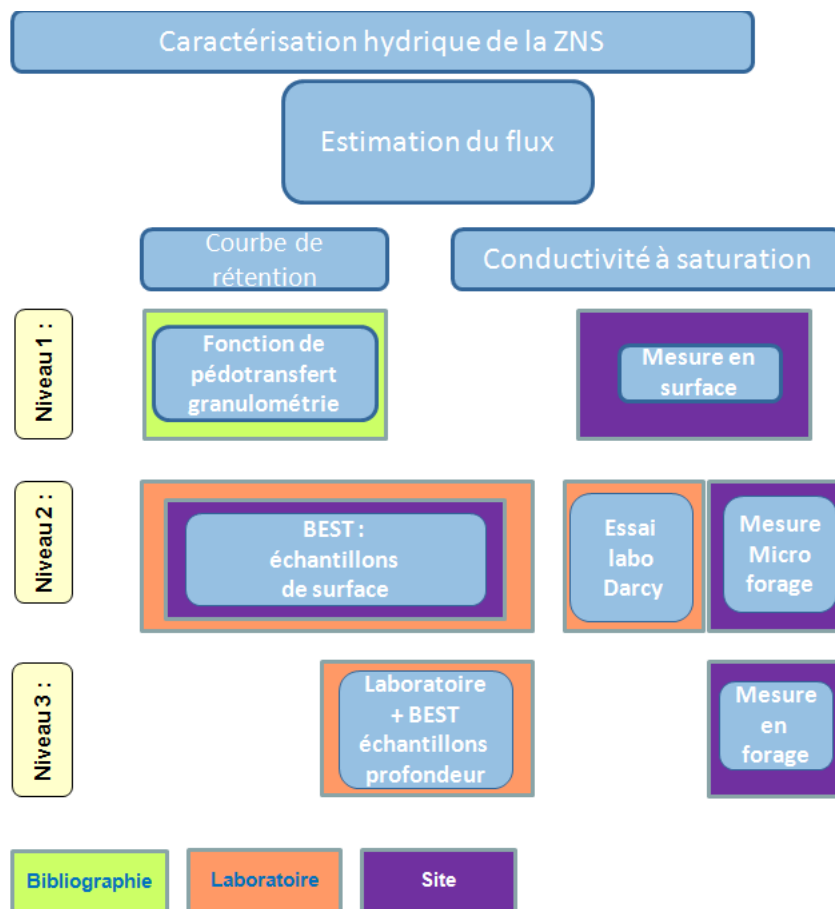 Caractérisation hydrique de la ZNS
Estimation du flux
Courbe de
rétention
Conductivité à saturation
Niveau 1 :
Fonction de
pédotransfert
granulométrie
Mesure en
surface
Niveau 2 :
BEST :
échantillons
de surface
Essai
labo
Darcy
Mesure
Micro
forage
Niveau 3 :
Laboratoire
+ BEST
échantillons
profondeur
Mesure
en
forage
Bibliographie
Laboratoire
Site